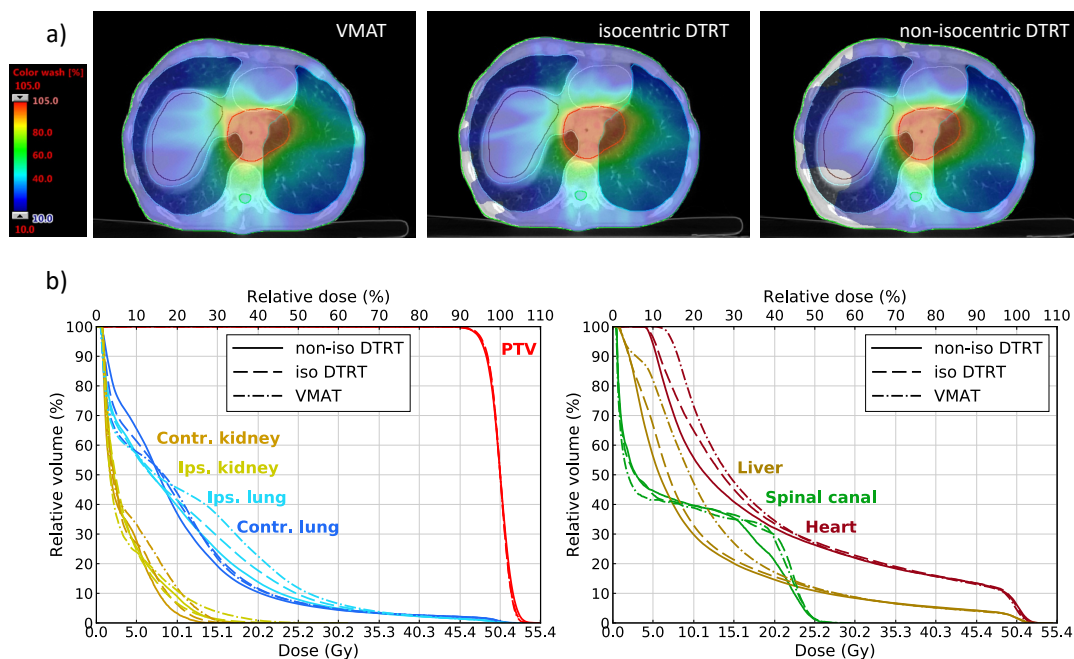 a)
VMAT
isocentric DTRT
non-isocentric DTRT
Color wash [%]
105.0
105.0
80.0
60.0
40.0
10.0
10.0
b)
Relative dose (%)
0 10 20 30 40 50 60 70 80 90 100 110
100
90
80
70
60
50
40
30
20
10
0
Relative volume (%)
non-iso DTRT
iso DTRT
VMAT
PTV
Contr. kidney
Ips. kidney
Ips. lung
Contr. lung
0.0 5.0 10.1 15.1 20.2 25.2 30.2 35.3 40.3 45.4 50.4 55.4
Dose (Gy)
Relative dose (%)
0 10 20 30 40 50 60 70 80 90 100 110
100
90
80
70
60
50
40
30
20
10
0
Relative volume (%)
non-iso DTRT
iso DTRT
VMAT
Liver
Spinal canal
Heart
0.0 5.0 10.1 15.1 20.2 25.2 30.2 35.3 40.3 45.4 50.4 55.4
Dose (Gy)